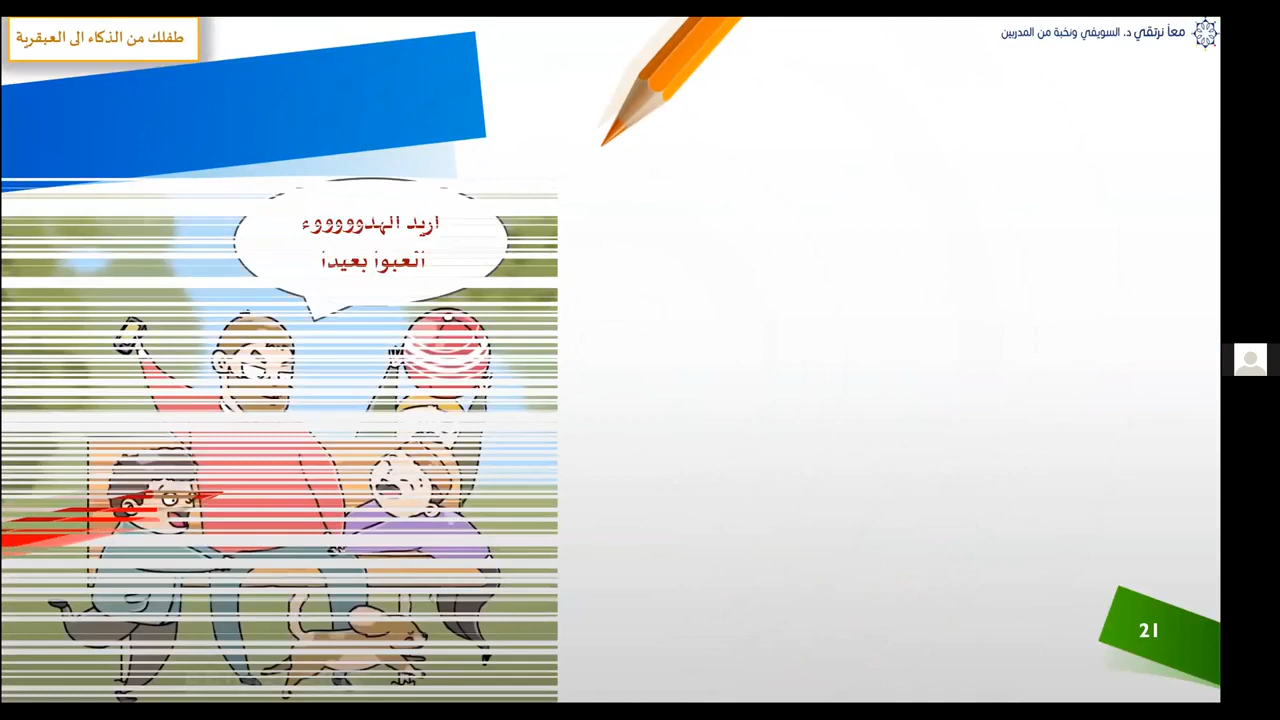 معاً نرتقي د. السويفي ونخبة من المدربين
طفلك من الذكاء الى العبقرية
اريد الهدوووووء
العبوا بعيدا
21